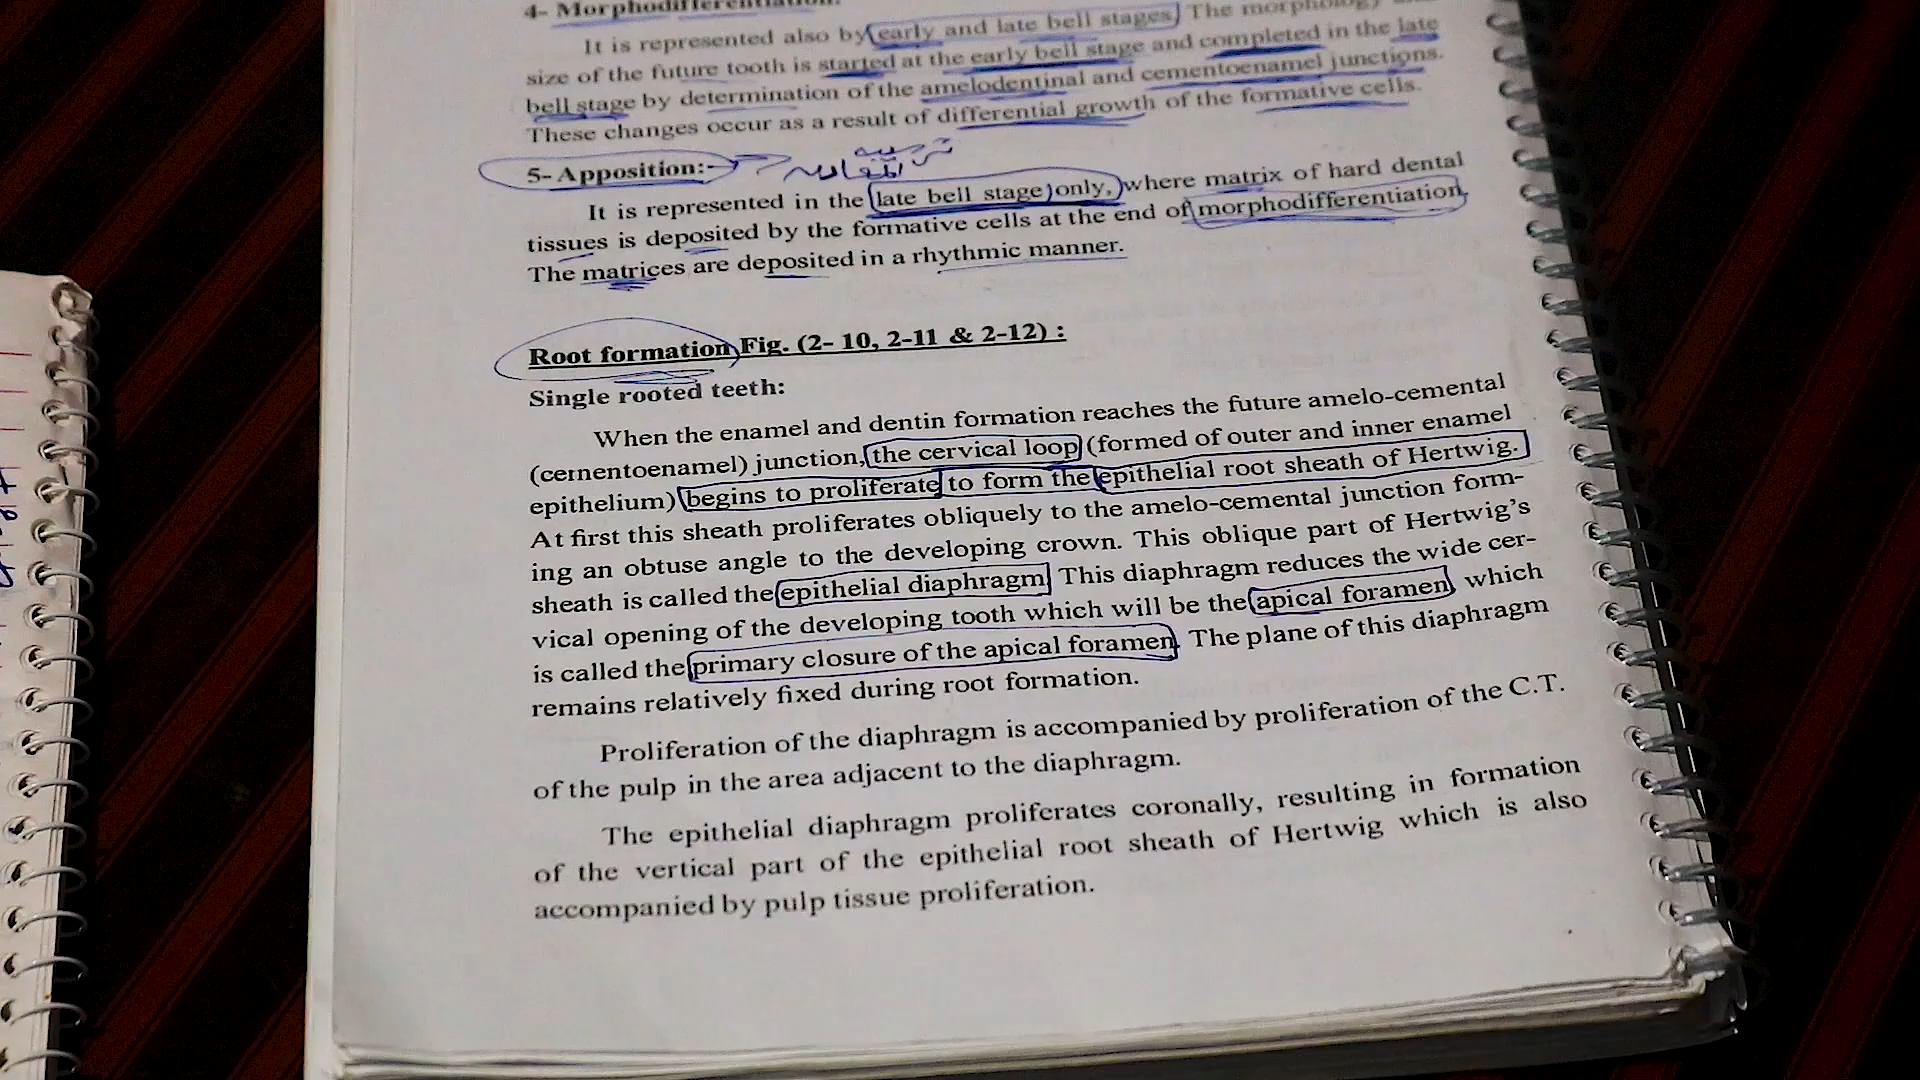 4- Morphodifferentiation:
It is represented also by early and late bell stages. The morphology
size of the future tooth is started at the early bell stage and completed in the late
bell stage by determination of the amelodentinal and cementoenamel junctions.
These changes occur as a result of differential growth of the formative cells.
5- Apposition:-
It is represented in the late bell stage only, where matrix of hard dental
tissues is deposited by the formative cells at the end of morphodifferentiation.
The matrices are deposited in a rhythmic manner.
Root formation Fig. (2- 10, 2-11 & 2-12) :
Single rooted teeth:
When the enamel and dentin formation reaches the future amelo-cemental
(cementoenamel) junction, the cervical loop (formed of outer and inner enamel
epithelium) begins to proliferate to form the epithelial root sheath of Hertwig.
At first this sheath proliferates obliquely to the amelo-cemental junction form-
ing an obtuse angle to the developing crown. This oblique part of Hertwig's
sheath is called the epithelial diaphragm. This diaphragm reduces the wide cer-
vical opening of the developing tooth which will be the apical foramen, which
is called the primary closure of the apical foramen. The plane of this diaphragm
remains relatively fixed during root formation.
Proliferation of the diaphragm is accompanied by proliferation of the C.T.
of the pulp in the area adjacent to the diaphragm.
The epithelial diaphragm proliferates coronally, resulting in formation
of the vertical part of the epithelial root sheath of Hertwig which is also
accompanied by pulp tissue proliferation.